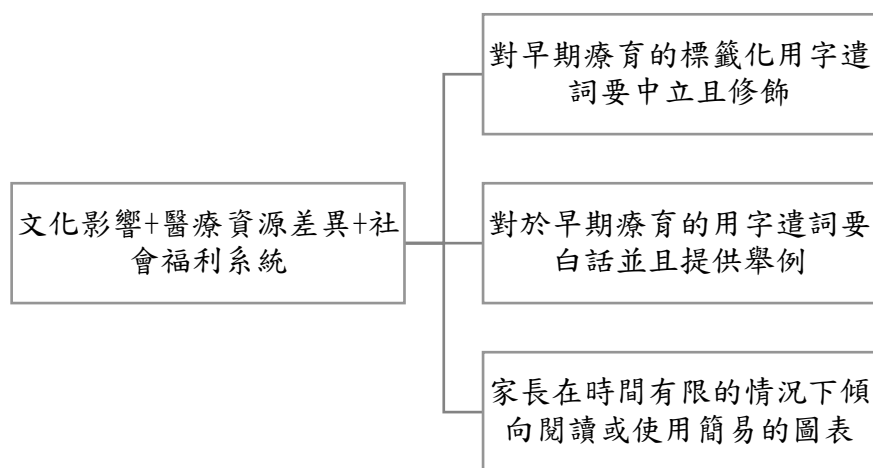 文化影響+醫療資源差異+社
會福利系統
對早期療育的標籤化用字遣
詞要中立且修飾
對於早期療育的用字遣詞要
白話並且提供舉例
家長在時間有限的情況下傾
向閱讀或使用簡易的圖表